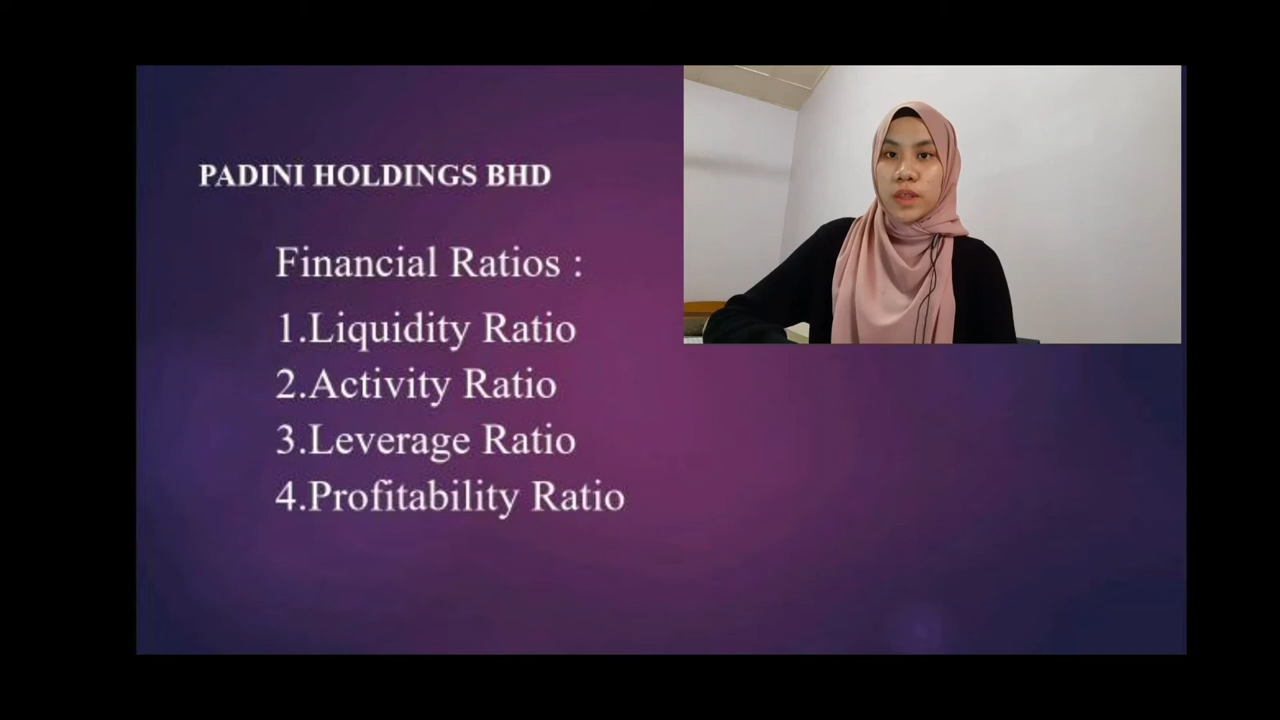 PADINI HOLDINGS BHD
Financial Ratios :
1.Liquidity Ratio
2.Activity Ratio
3.Leverage Ratio
4.Profitability Ratio